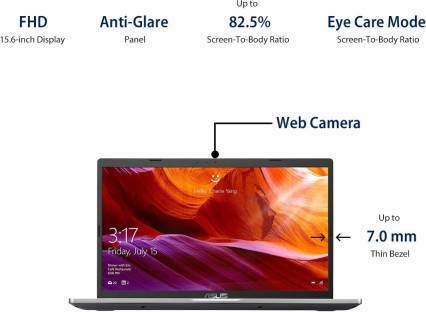 FHD
15.6-inch Display
Anti-Glare
Panel
Up to
82.5%
Screen-To-Body Ratio
Eye Care Mode
Screen-To-Body Ratio
Web Camera
Hello,
Yang
3:17
Friday, July 15
Up to
7.0 mm
Thin Bezel
ASUS